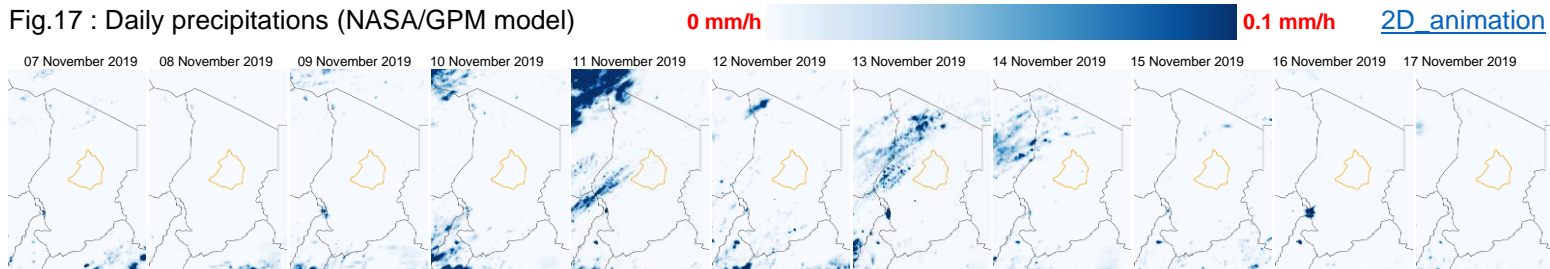 Fig.17 : Daily precipitations (NASA/GPM model)
0 mm/h
0.1 mm/h
2D_animation
07 November 2019
08 November 2019
09 November 2019
10 November 2019
11 November 2019
12 November 2019
13 November 2019
14 November 2019
15 November 2019
16 November 2019
17 November 2019